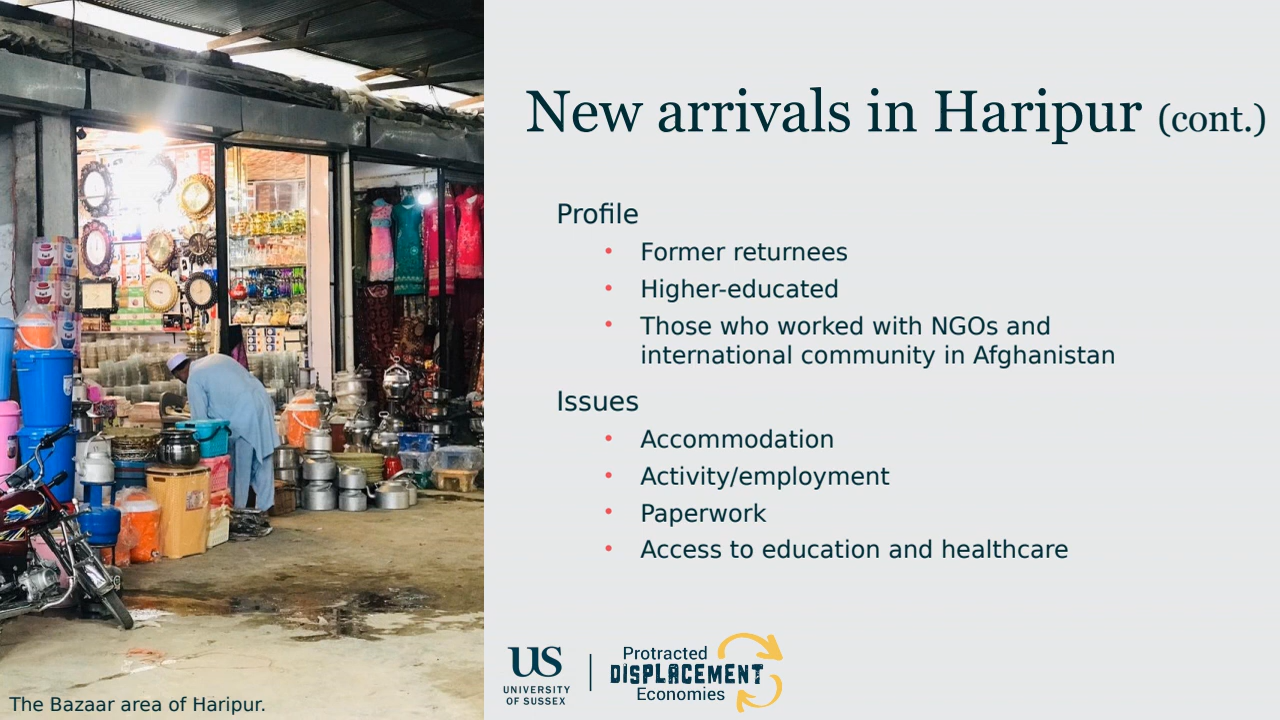 New arrivals in Haripur (cont.)
Profile
• Former returnees
• Higher-educated
• Those who worked with NGOs and
international community in Afghanistan
Issues
• Accommodation
• Activity/employment
• Paperwork
• Access to education and healthcare
US
UNIVERSITY
OF SUSSEX
Protracted
DISPLACEMENT
Economies
The Bazaar area of Haripur.